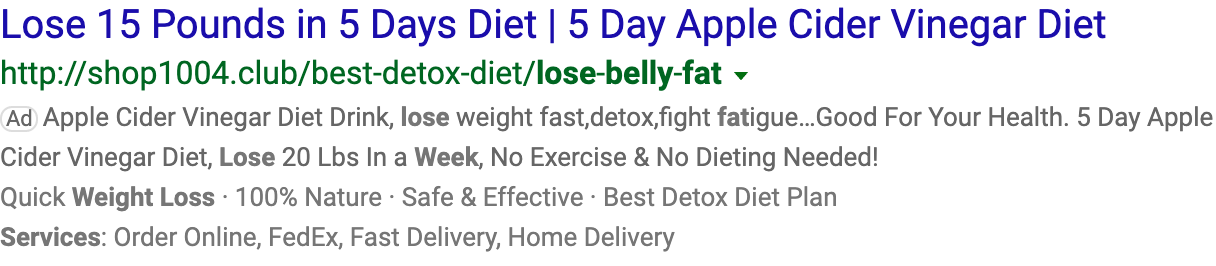 Lose 15 Pounds in 5 Days Diet | 5 Day Apple Cider Vinegar Diet
http://shop1004.club/best-detox-diet/lose-belly-fat
Ad Apple Cider Vinegar Diet Drink, lose weight fast,detox,fight fatigue...Good For Your Health. 5 Day Apple
Cider Vinegar Diet, Lose 20 Lbs In a Week, No Exercise & No Dieting Needed!
Quick Weight Loss · 100% Nature · Safe & Effective · Best Detox Diet Plan
Services: Order Online, FedEx, Fast Delivery, Home Delivery